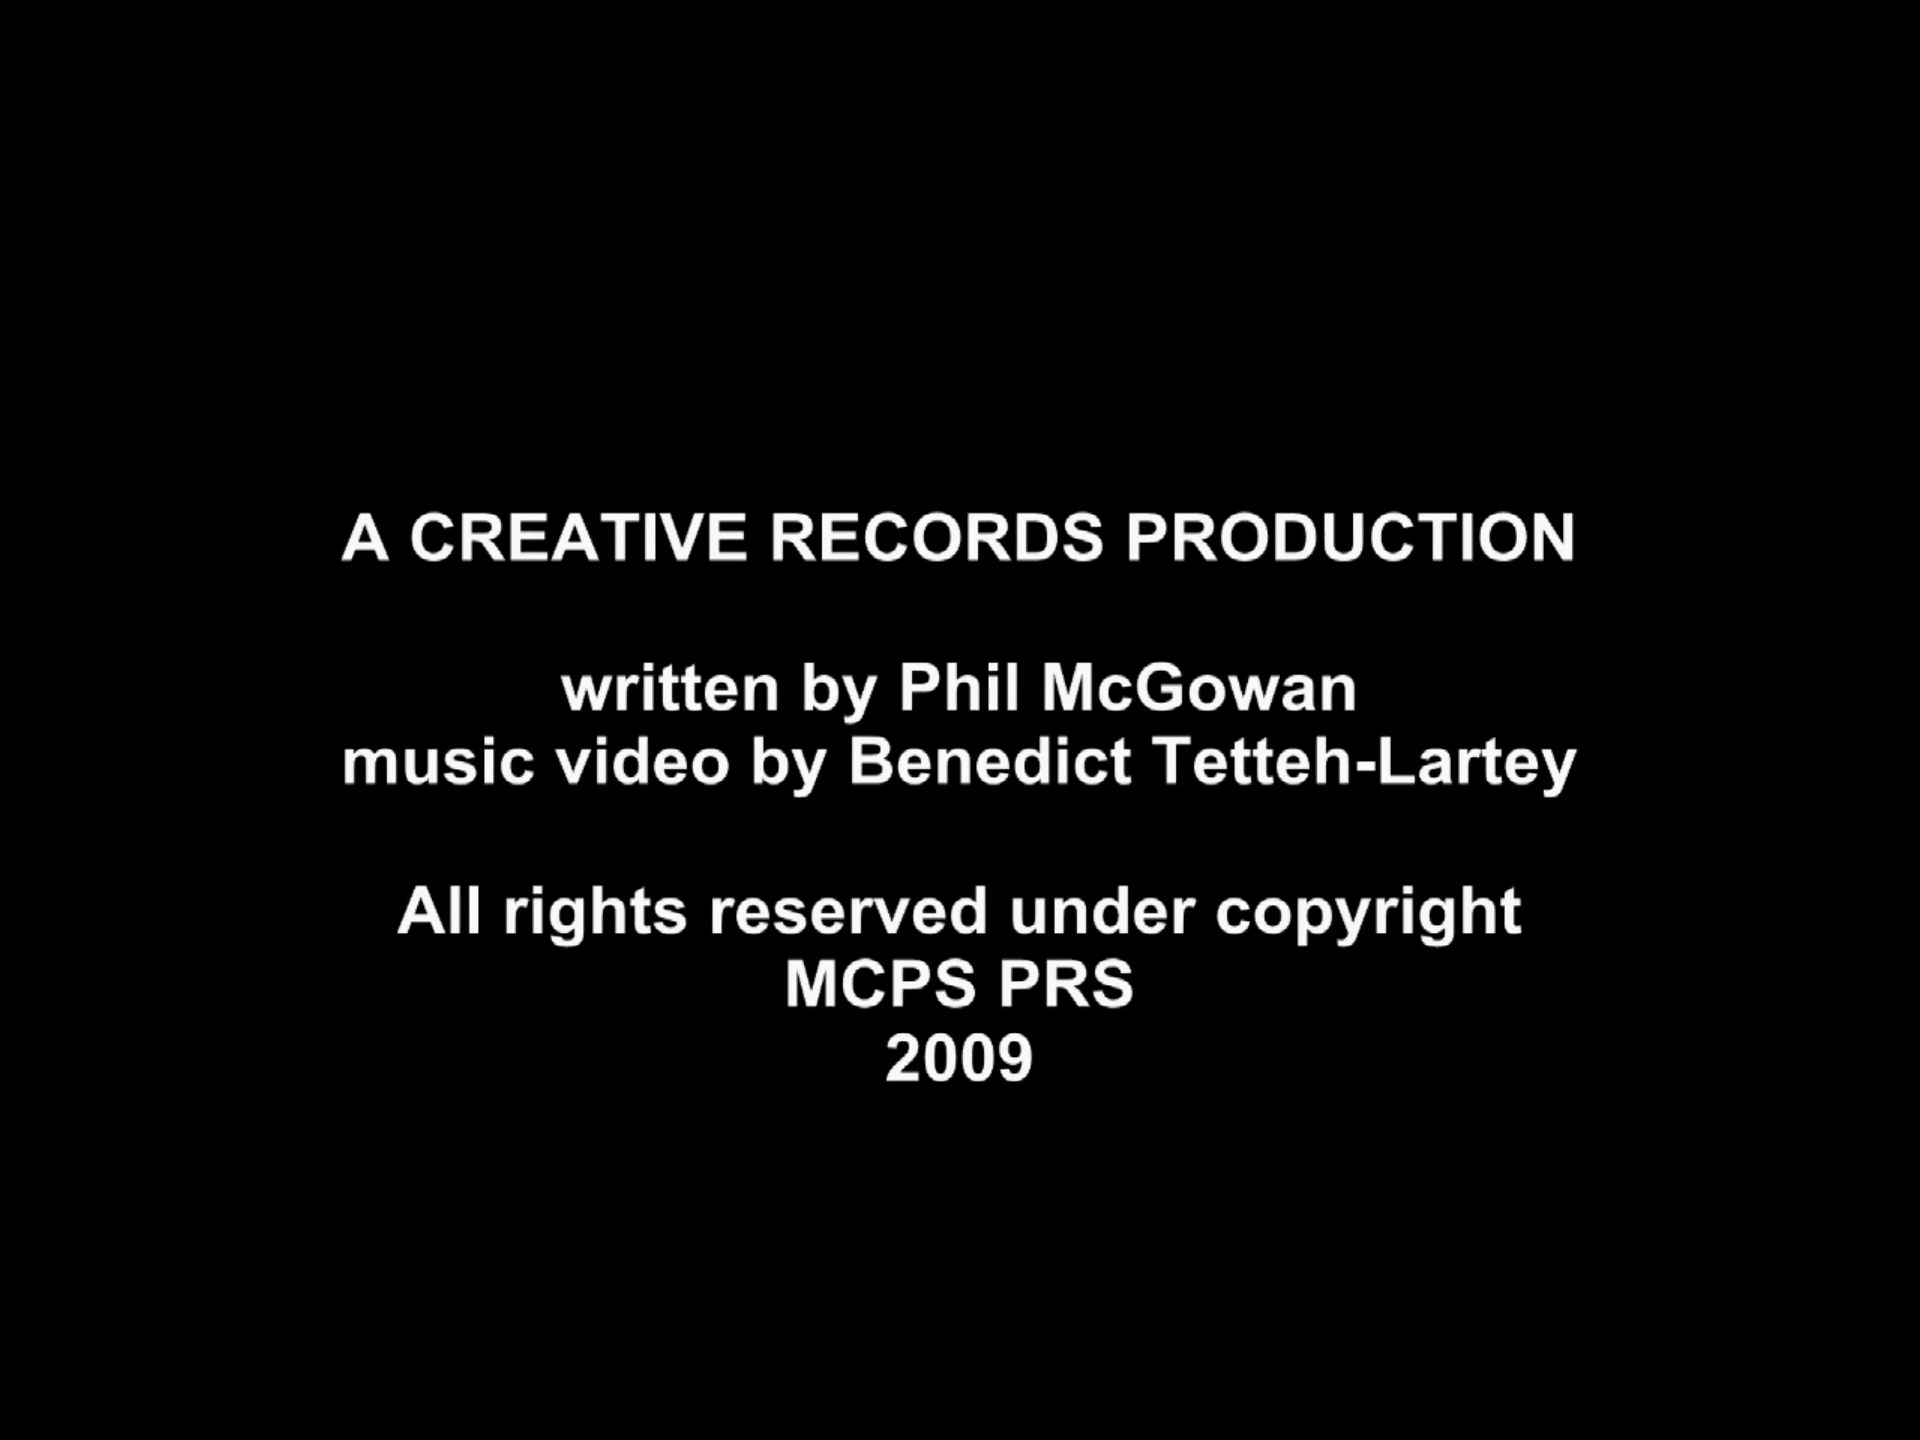 A CREATIVE RECORDS PRODUCTION
written by Phil McGowan
music video by Benedict Tetteh-Lartey
All rights reserved under copyright
MCPS PRS
2009